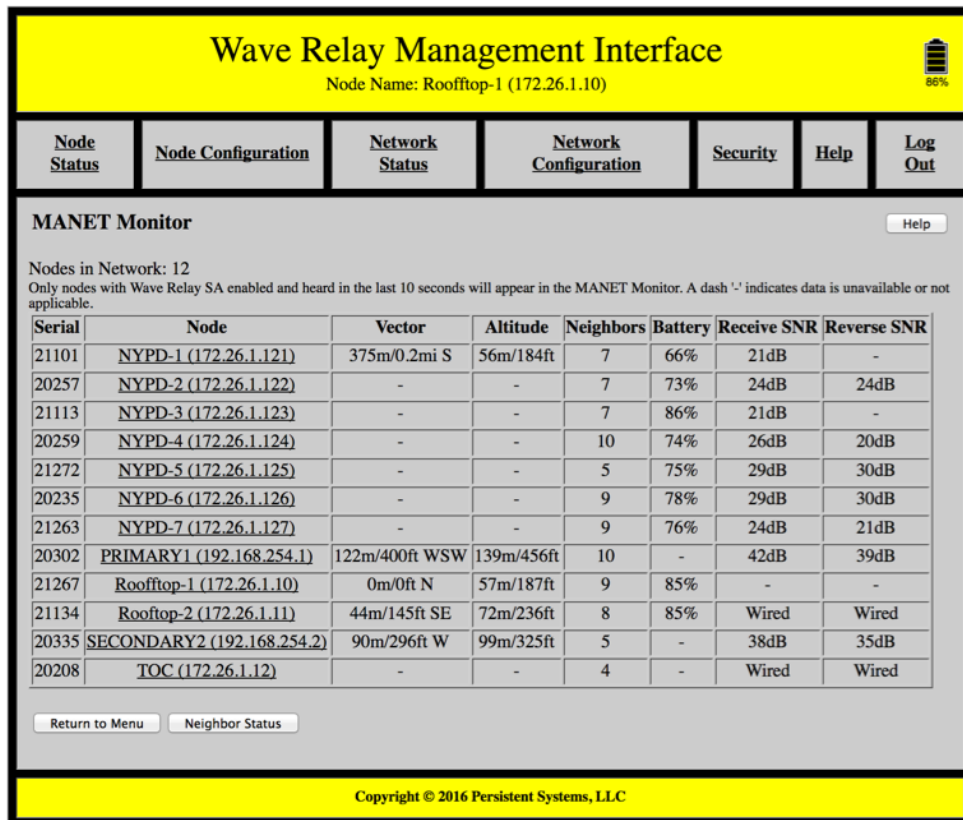 Wave Relay Management Interface
Node Name: Roofftop-1 (172.26.1.10)
86%
Node Status
Node Configuration
Network Status
Network Configuration
Security
Help
Log Out
MANET Monitor
Help
Nodes in Network: 12
Only nodes with Wave Relay SA enabled and heard in the last 10 seconds will appear in the MANET Monitor. A dash '-' indicates data is unavailable or not
applicable.
Serial Node Vector Altitude Neighbors Battery Receive SNR Reverse SNR
21101 NYPD-1 (172.26.1.121) 375m/0.2mi S 56m/184ft 7 66% 21dB -
20257 NYPD-2 (172.26.1.122) - - 7 73% 24dB 24dB
21113 NYPD-3 (172.26.1.123) - - 7 86% 21dB -
20259 NYPD-4 (172.26.1.124) - - 10 74% 26dB 20dB
21272 NYPD-5 (172.26.1.125) - - 5 75% 29dB 30dB
20235 NYPD-6 (172.26.1.126) - - 9 78% 29dB 30dB
21263 NYPD-7 (172.26.1.127) - - 9 76% 24dB 21dB
20302 PRIMARY1 (192.168.254.1) 122m/400ft WSW 139m/456ft 10 - 42dB 39dB
21267 Roofftop-1 (172.26.1.10) 0m/0ft N 57m/187ft 9 85% - -
21134 Rooftop-2 (172.26.1.11) 44m/145ft SE 72m/236ft 8 85% Wired Wired
20335 SECONDARY2 (192.168.254.2) 90m/296ft W 99m/325ft 5 - 38dB 35dB
20208 TOC (172.26.1.12) - - 4 - Wired Wired
Return to Menu Neighbor Status
Copyright © 2016 Persistent Systems, LLC